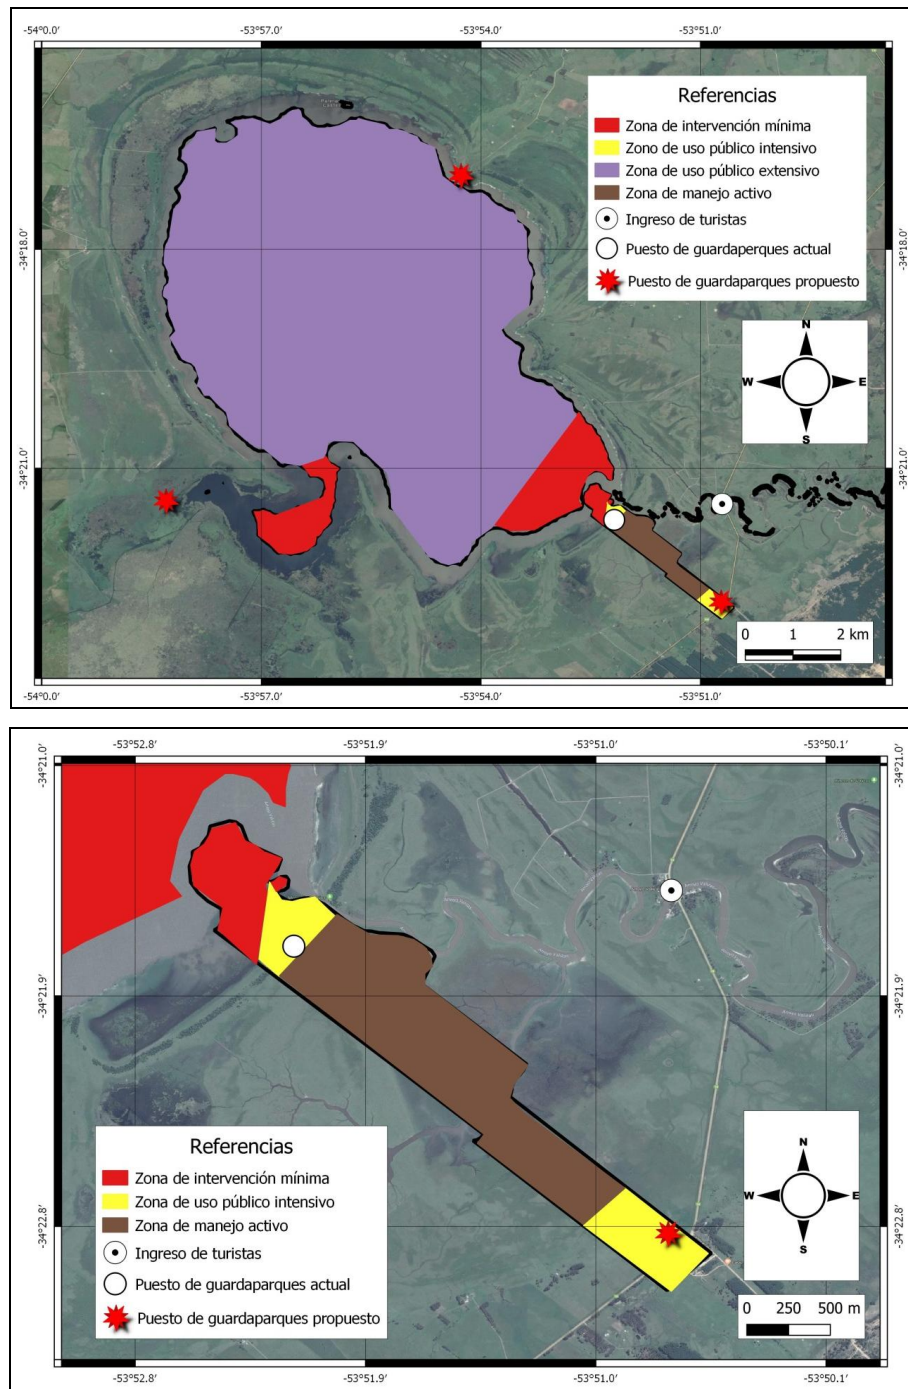 -54°0.0′ -53°57.0′ -53°54.0′ -53°51.0′
Referencias
Zona de intervención mínima
Zono de uso público intensivo
Zona de uso público extensivo
Zona de manejo activo
Ingreso de turistas
Puesto de guardaperques actual
Puesto de guardaparques propuesto
-34°18.0′ -34°18.0′
N
W E
S
-34°21.0′ -34°21.0′
0 1 2 km
-54°0.0′ -53°57.0′ -53°54.0′ -53°51.0′
-53°52.8′ -53°51.9′ -53°51.0′ -53°50.1′
-34°21.0′ -34°21.0′
-34°21.9′ -34°21.9′
Referencias
Zona de intervención mínima
Zona de uso público intensivo
Zona de manejo activo
Ingreso de turistas
Puesto de guardaparques actual
Puesto de guardaparques propuesto
N
W E
S
-34°22.8′ -34°22.8′
0 250 500 m
-53°52.8′ -53°51.9′ -53°51.0′ -53°50.1′